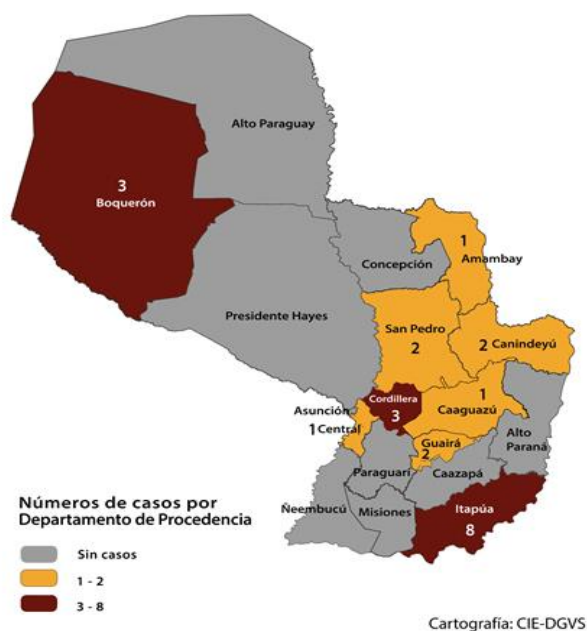 Alto Paraguay
3
Boquerón
1
Amambay
Concepción
Presidente Hayes
San Pedro
2
2 Canindeyú
Cordillera
3
1
Caaguazú
Asunción
1 Central
Guairá
2
Alto
Paraná
Paraguarí
Caazapá
Ñeembucú
Misiones
Itapúa
8
Números de casos por
Departamento de Procedencia
Sin casos
1 - 2
3 - 8
Cartografía: CIE-DGVS